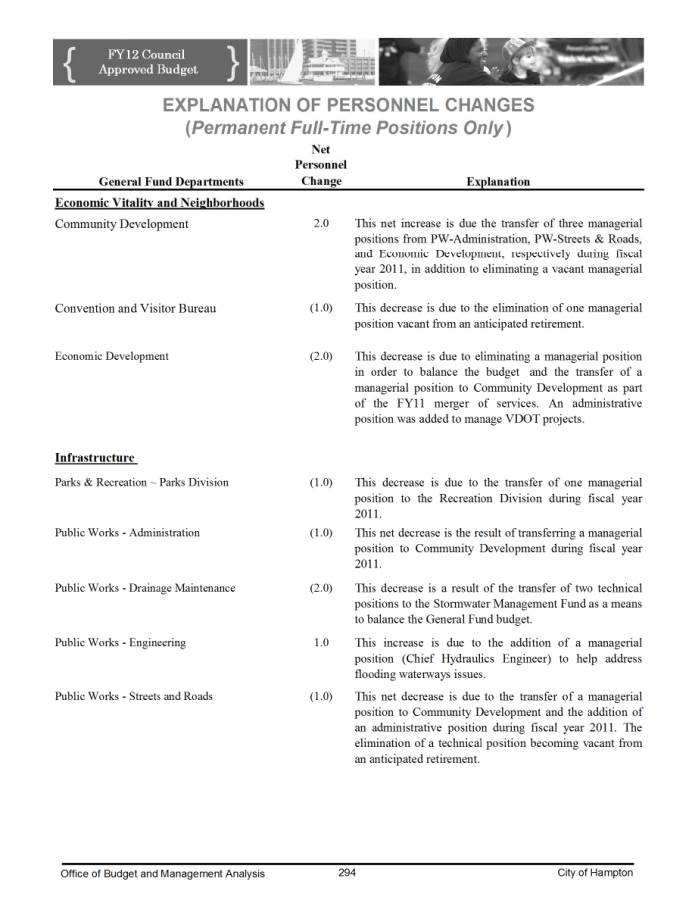 { FY12 Council }
Approved Budget
EXPLANATION OF PERSONNEL CHANGES
(Permanent Full-Time Positions Only)
Net
Personnel
General Fund Departments Change Explanation
Economic Vitality and Neighborhoods
Community Development 2.0 This net increase is due the transfer of three managerial
positions from PW-Administration, PW-Streets & Roads,
and Economic Development, respectively during fiscal
year 2011, in addition to eliminating a vacant managerial
position.
Convention and Visitor Bureau (1.0) This decrease is due to the elimination of one managerial
position vacant from an anticipated retirement.
Economic Development (2.0) This decrease is due to eliminating a managerial position
in order to balance the budget and the transfer of a
managerial position to Community Development as part
of the FY11 merger of services. An administrative
position was added to manage VDOT projects.
Infrastructure
Parks & Recreation ~ Parks Division (1.0) This decrease is due to the transfer of one managerial
position to the Recreation Division during fiscal year
2011.
Public Works - Administration (1.0) This net decrease is the result of transferring a managerial
position to Community Development during fiscal year
2011.
Public Works - Drainage Maintenance (2.0) This decrease is a result of the transfer of two technical
positions to the Stormwater Management Fund as a means
to balance the General Fund budget.
Public Works - Engineering 1.0 This increase is due to the addition of a managerial
position (Chief Hydraulics Engineer) to help address
flooding waterways issues.
Public Works - Streets and Roads (1.0) This net decrease is due to the transfer of a managerial
position to Community Development and the addition of
an administrative position during fiscal year 2011. The
elimination of a technical position becoming vacant from
an anticipated retirement.
Office of Budget and Management Analysis 294 City of Hampton